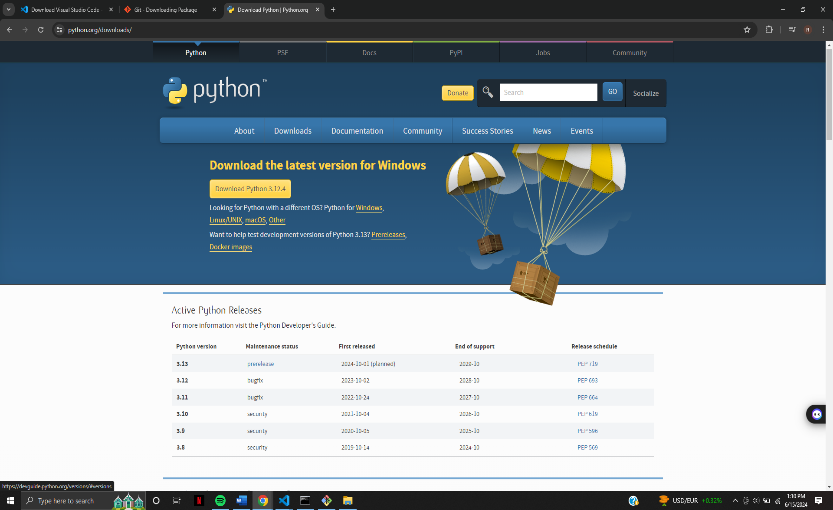 Download Visual Studio Code
Git - Downloading Package
Download Python | Python.org
python.org/downloads/
Python PSF Docs PyPI Jobs Community
python™
Donate Search GO Socialize
About Downloads Documentation Community Success Stories News Events
Download the latest version for Windows
Download Python 3.12.4
Looking for Python with a different OS? Python for Windows,
Linux/UNIX, macOS, Other
Want to help test development versions of Python 3.13? Prereleases,
Docker images
Active Python Releases
For more information visit the Python Developer's Guide.
Python version Maintenance status First released End of support Release schedule
3.13 prerelease 2024-10-01 (planned) 2029-10 PEP 719
3.12 bugfix 2023-10-02 2028-10 PEP 693
3.11 bugfix 2022-10-24 2027-10 PEP 664
3.10 security 2021-10-04 2026-10 PEP 619
3.9 security 2020-10-05 2025-10 PEP 596
3.8 security 2019-10-14 2024-10 PEP 569
https://devguide.python.org/versions/#versions
Type here to search
USD/EUR +0.32%
1:10 PM
6/15/2024